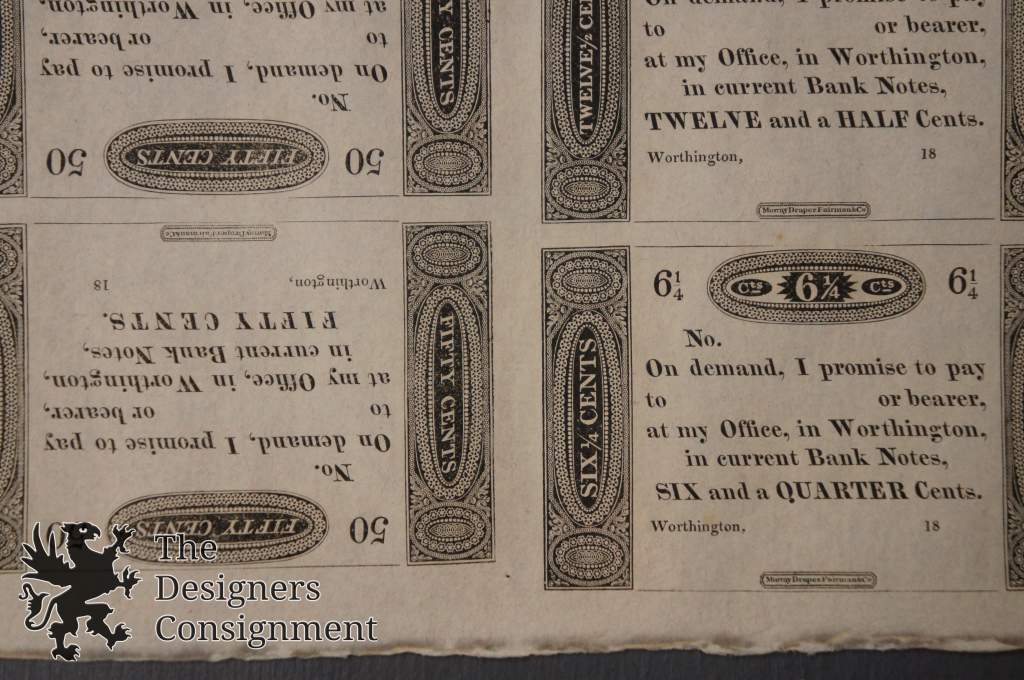 at my Office, in Worthington,
to or bearer,
On demand, I promise to pay
No.
50 FIFTY CENTS 50
Y CENTS
TWELVE ½ CENT
On demand, I promise to pay
to or bearer,
at my Office, in Worthington,
in current Bank Notes,
TWELVE and a HALF Cents.
Worthington, 18
Murray Draper Fairman & Co
Murray Draper Fairman & Co
Worthington, 18
FIFTY CENTS.
in current Bank Notes,
at my Office, in Worthington,
to or bearer,
On demand, I promise to pay
No.
50 FIFTY CENTS 50
FIFTY CENTS
SIX ¼ CENTS
6¼ Cts 6¼ Cts 6¼
No.
On demand, I promise to pay
to or bearer,
at my Office, in Worthington,
in current Bank Notes,
SIX and a QUARTER Cents.
Worthington, 18
Murray Draper Fairman & Co
The
Designers
Consignment